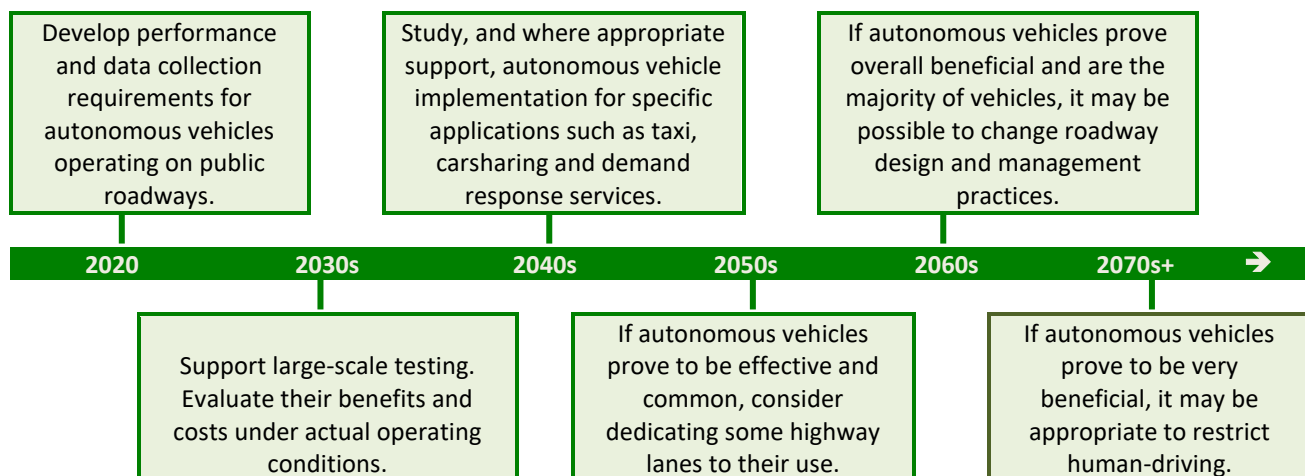 Develop performance
and data collection
requirements for
autonomous vehicles
operating on public
roadways.
Study, and where appropriate
support, autonomous vehicle
implementation for specific
applications such as taxi,
carsharing and demand
response services.
If autonomous vehicles prove
overall beneficial and are the
majority of vehicles, it may be
possible to change roadway
design and management
practices.
2020 2030s 2040s 2050s 2060s 2070s+ →
Support large-scale testing.
Evaluate their benefits and
costs under actual operating
conditions.
If autonomous vehicles
prove to be effective and
common, consider
dedicating some highway
lanes to their use.
If autonomous vehicles
prove to be very
beneficial, it may be
appropriate to restrict
human-driving.